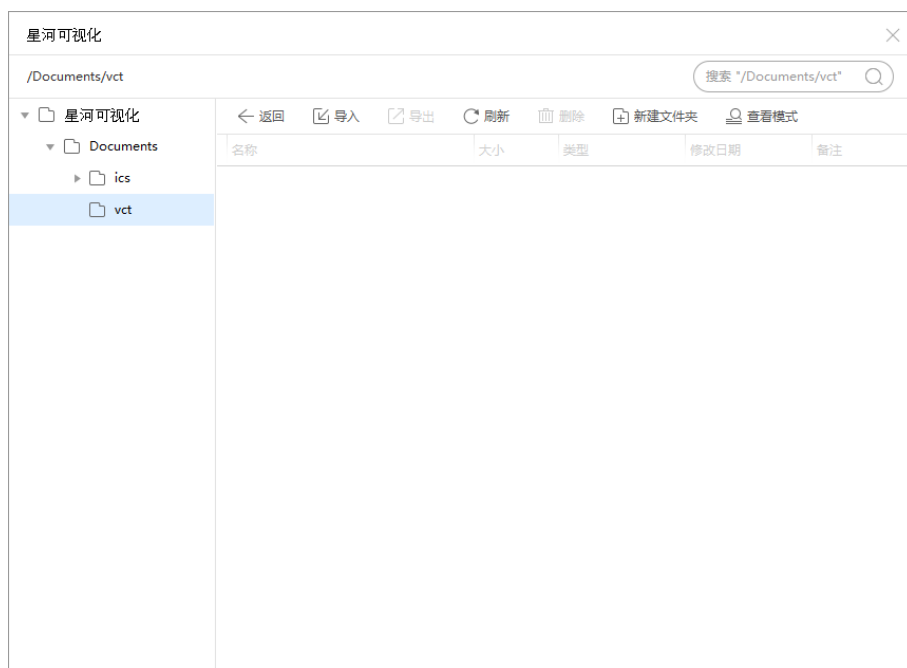 星河可视化
/Documents/vct
搜索 "/Documents/vct"
星河可视化
Documents
ics
vct
返回 导入 导出 刷新 删除 新建文件夹 查看模式
名称 大小 类型 修改日期 备注